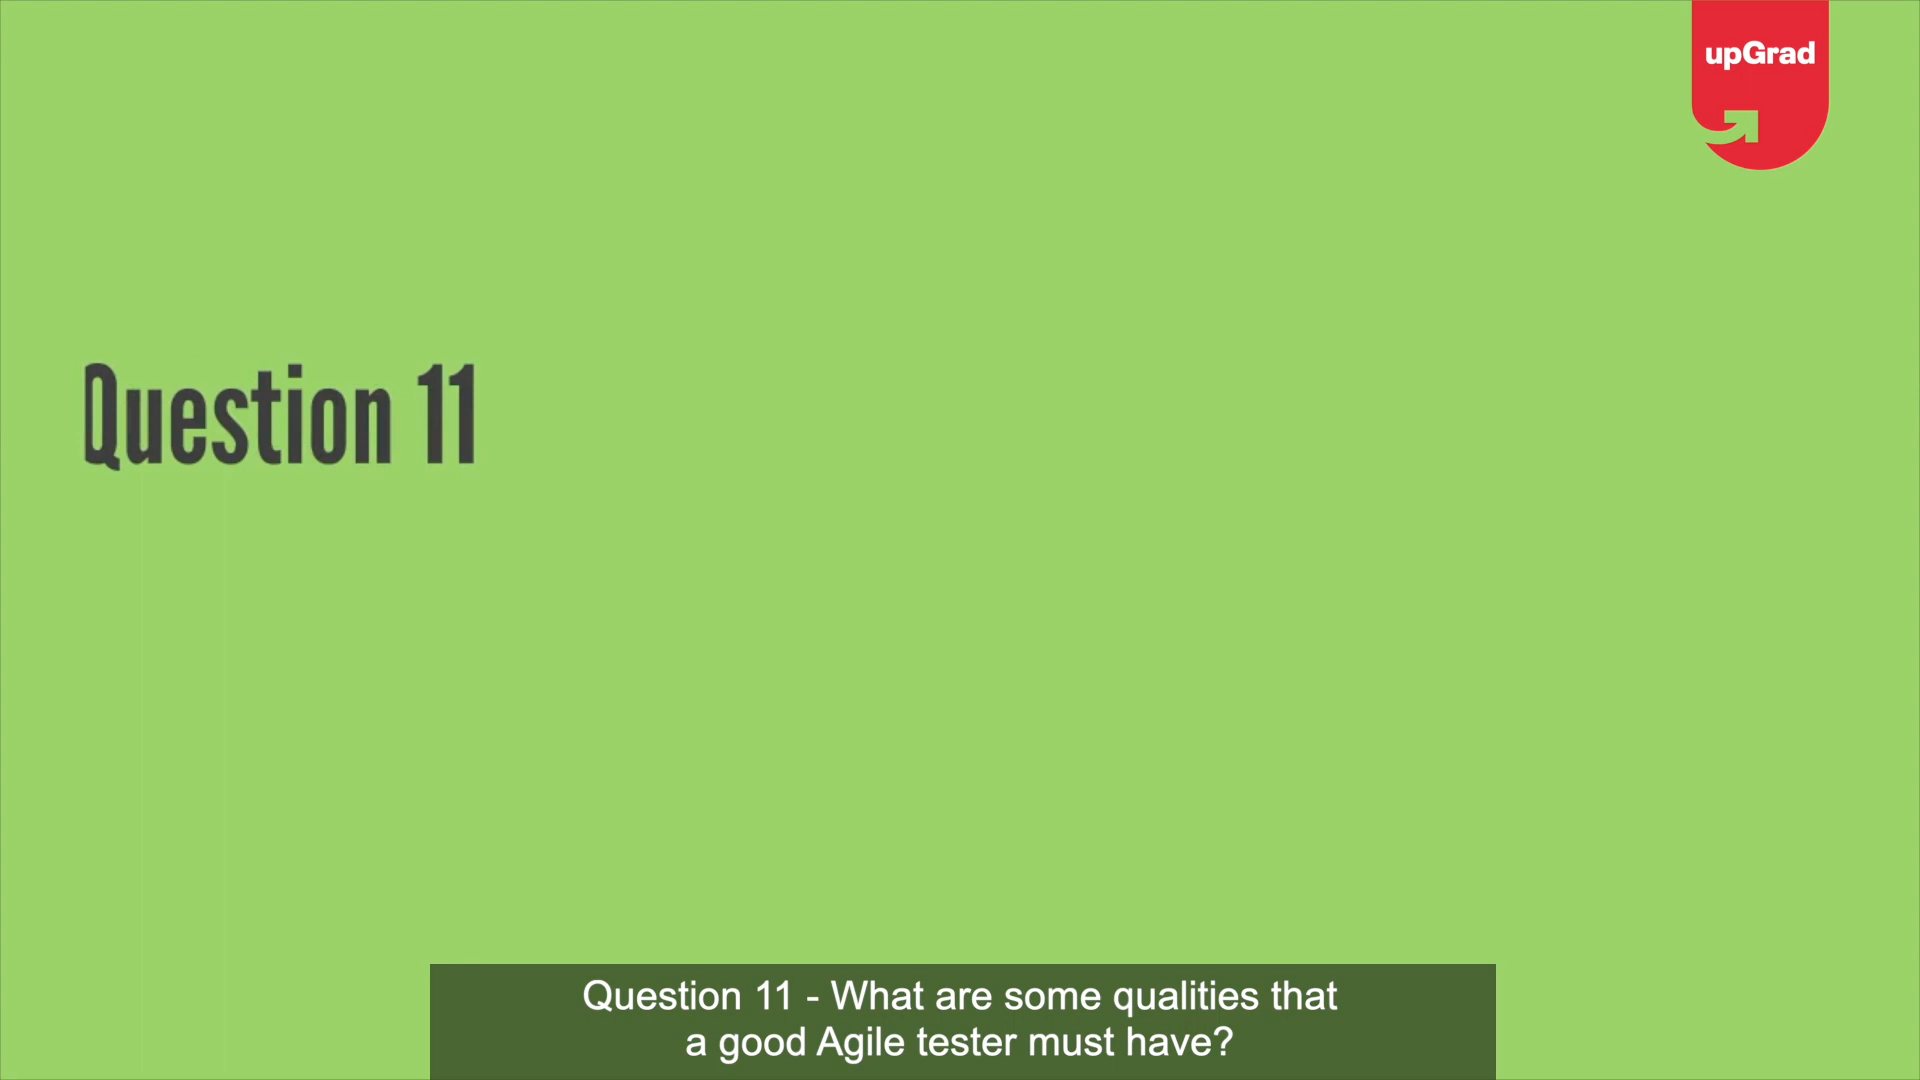 upGrad
Question 11
Question 11 - What are some qualities that
a good Agile tester must have?